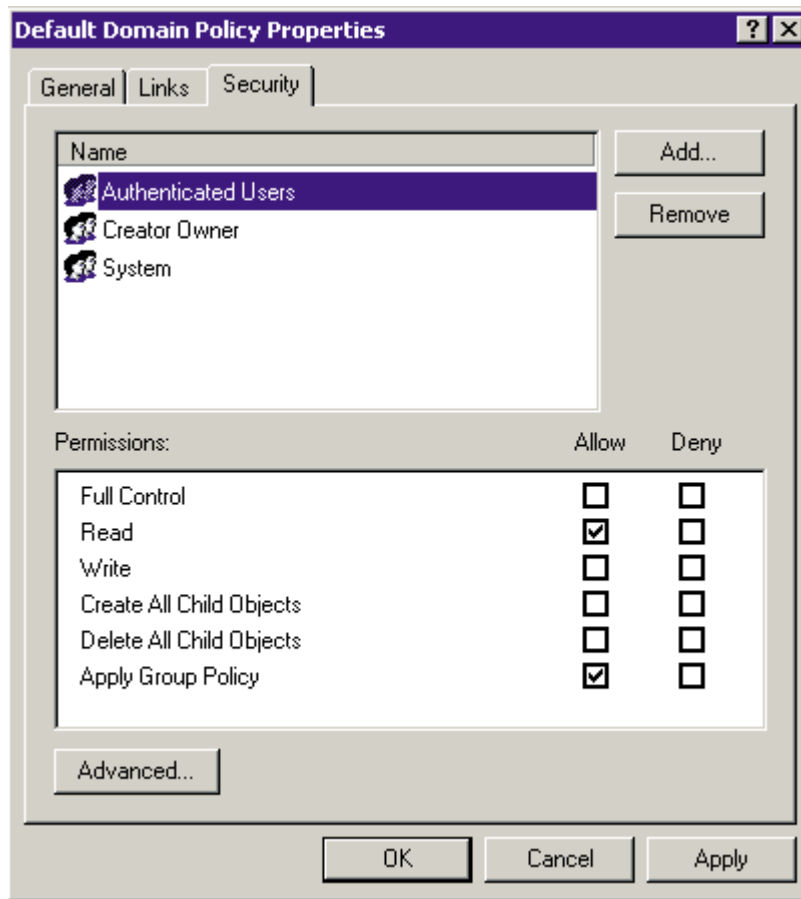 Default Domain Policy Properties
General Links Security
Name
Authenticated Users
Creator Owner
System
Add...
Remove
Permissions: Allow Deny
Full Control
Read
Write
Create All Child Objects
Delete All Child Objects
Apply Group Policy
Advanced...
OK Cancel Apply